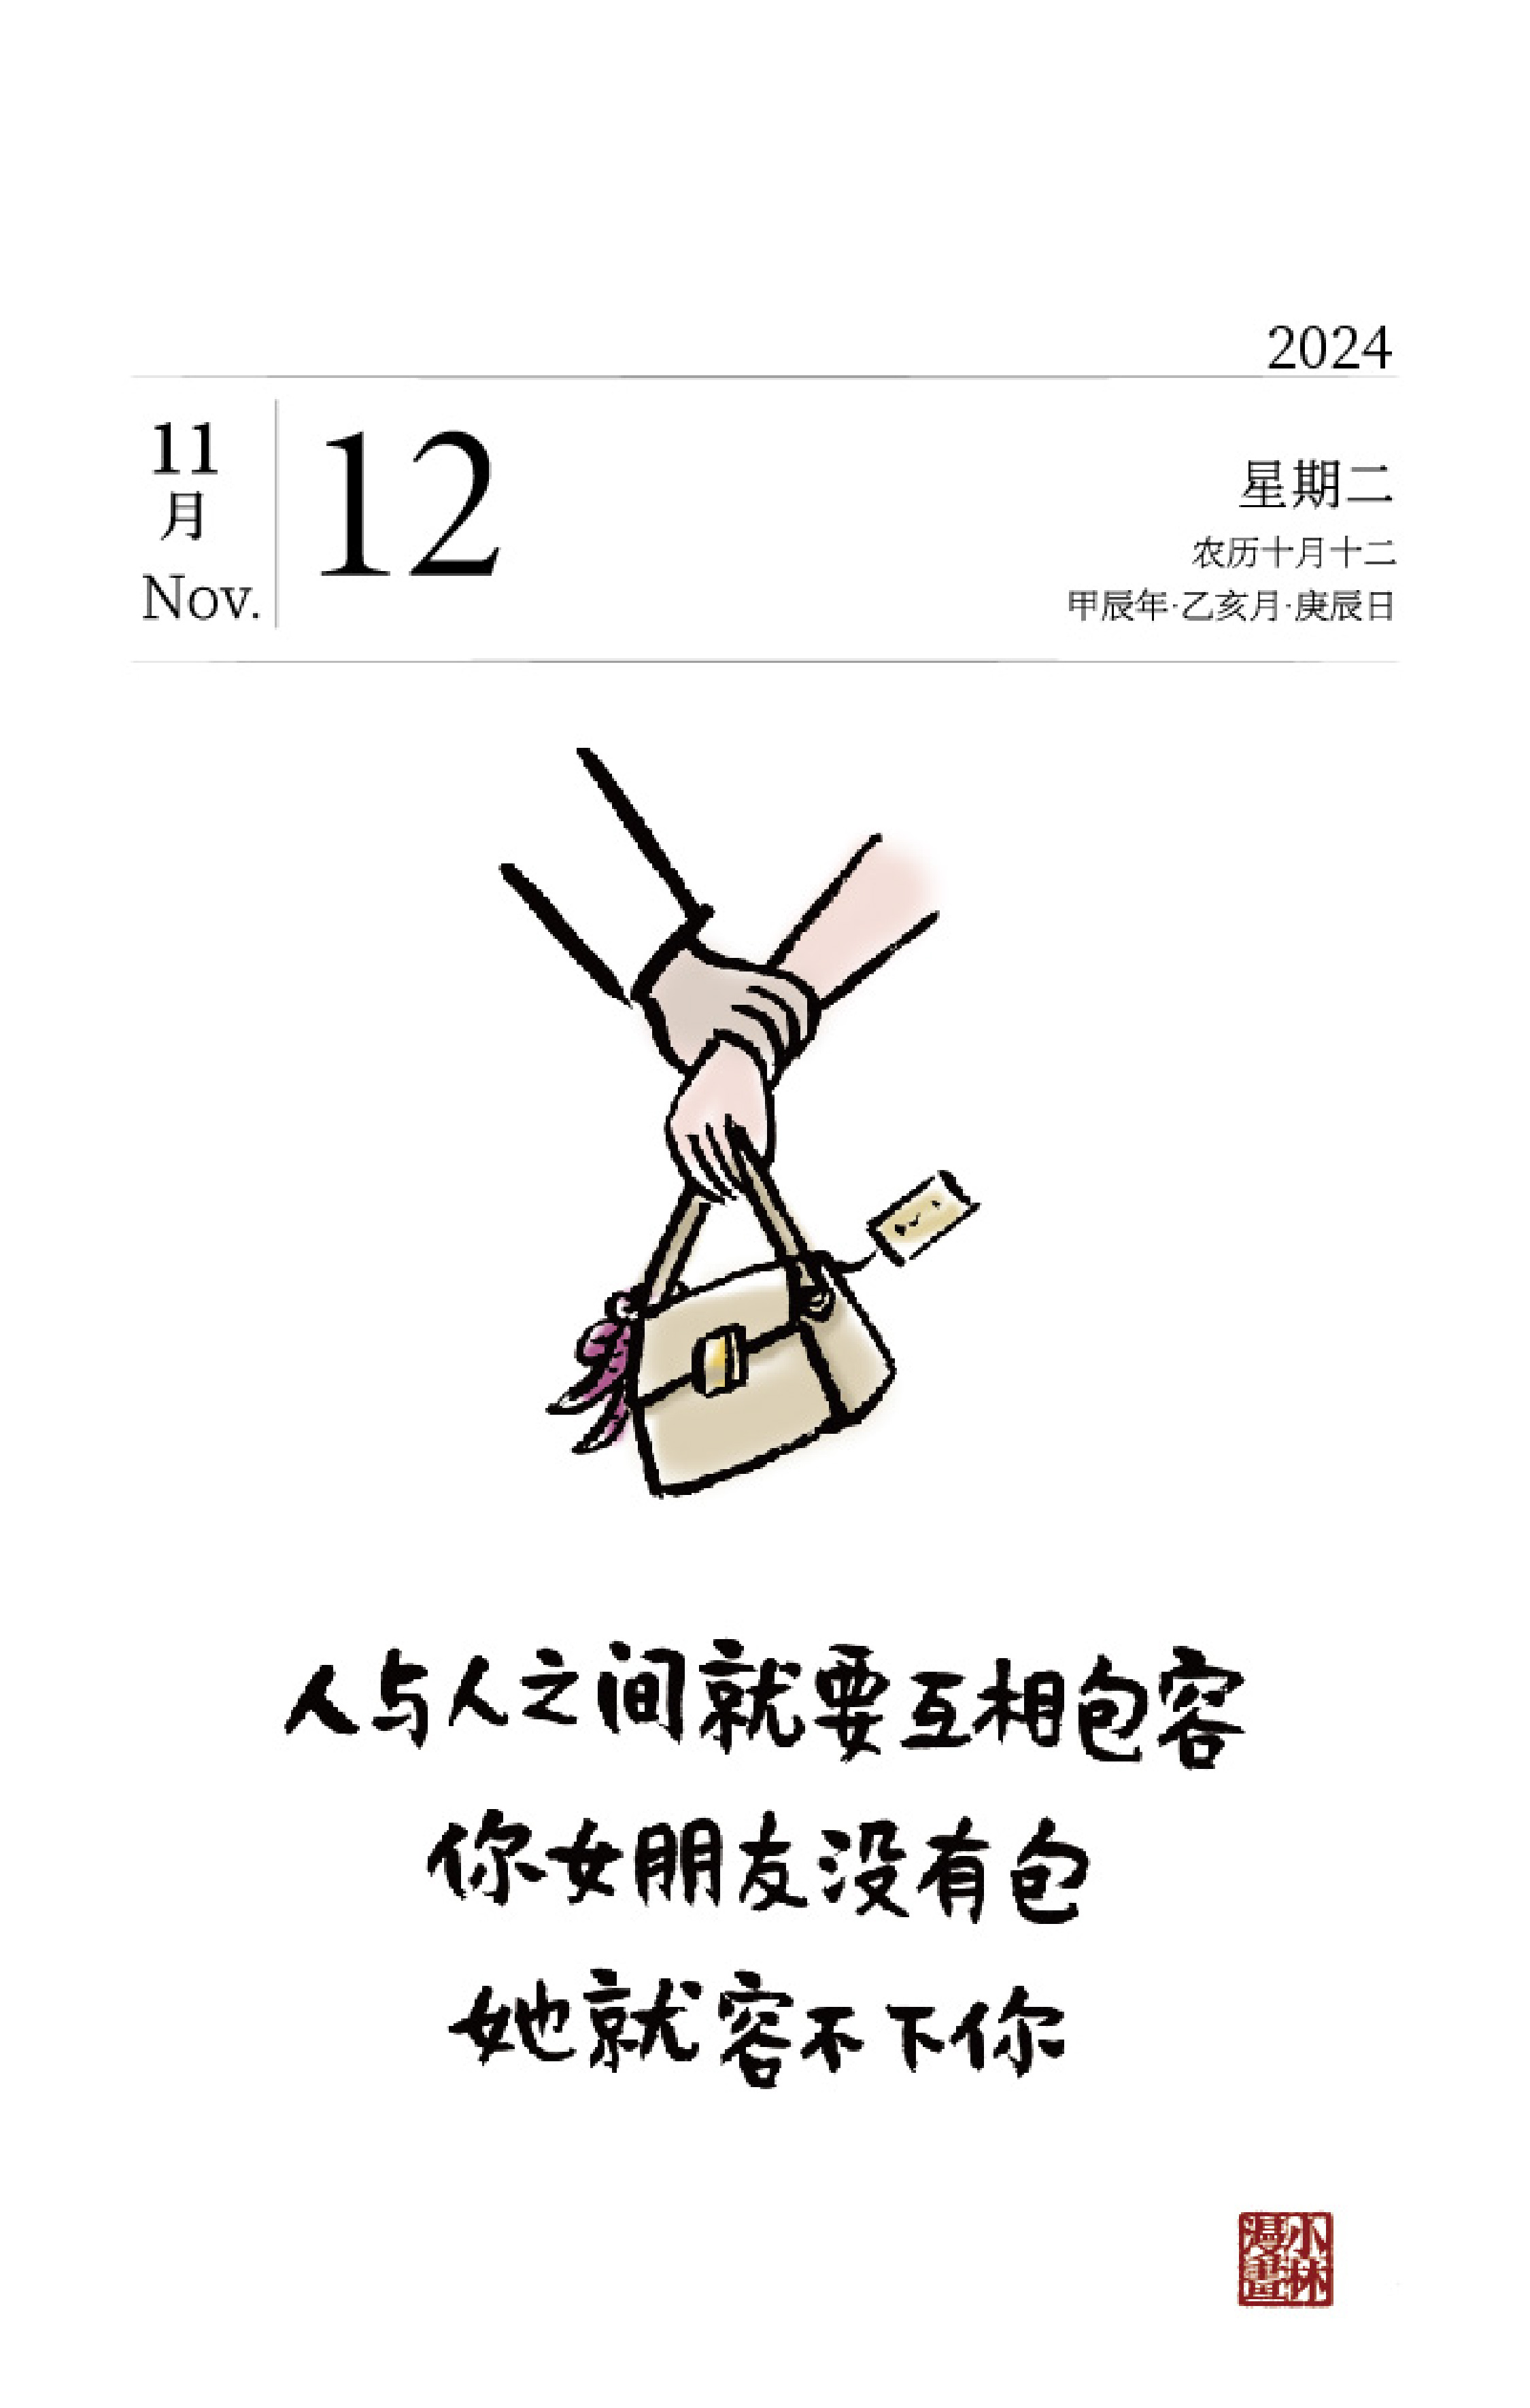 2024
11
月
Nov.
12
星期二
农历十月十二
甲辰年·乙亥月·庚辰日
人与人之间就要互相包容
你女朋友没有包
她就容不下你
小林
漫畫